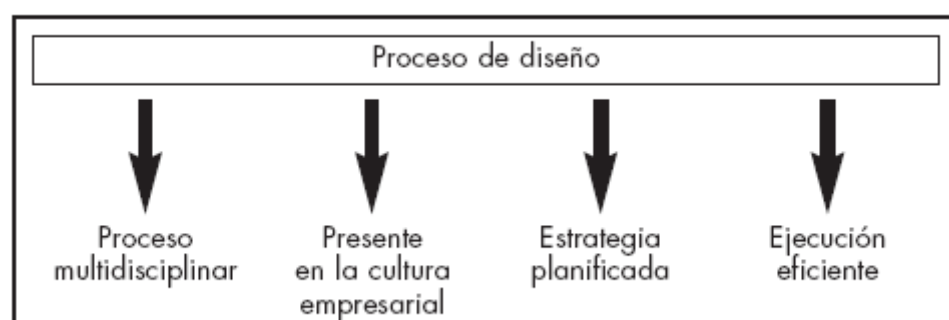 Proceso de diseño
Proceso
multidisciplinar
Presente
en la cultura
empresarial
Estrategia
planificada
Ejecución
eficiente